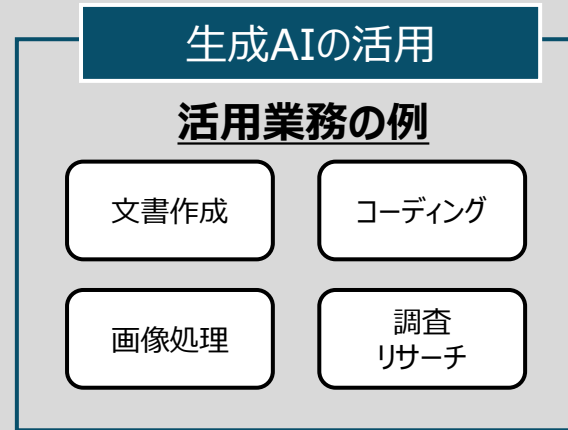 生成AIの活用
活用業務の例
文書作成
コーディング
画像処理
調査
リサーチ